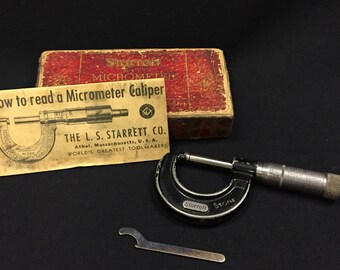 Starrett
MICROMETER
ow to read a Micrometer Caliper
THE L. S. STARRETT CO.
Athol, Massachusetts, U. S. A.
WORLD'S GREATEST TOOLMAKERS
Starrett